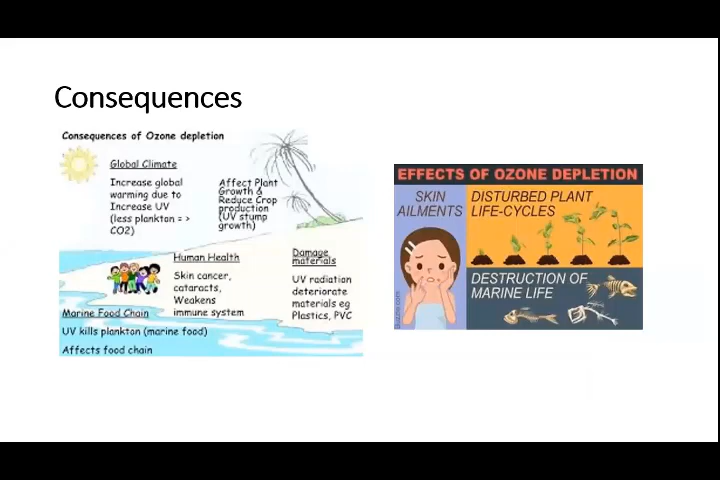 Consequences
Consequences of Ozone depletion
Global Climate
Increase global
warming due to
Increase UV
(less plankton = >
CO2)
Affect Plant
Growth &
Reduce Crop
production
(UV stump
growth)
Human Health
Skin cancer,
cataracts,
Weakens
immune system
Damage
materials
UV radiation
deteriorate
materials eg
Plastics, PVC
Marine Food Chain
UV kills plankton (marine food)
Affects food chain
EFFECTS OF OZONE DEPLETION
SKIN
AILMENTS
DISTURBED PLANT
LIFE-CYCLES
DESTRUCTION OF
MARINE LIFE